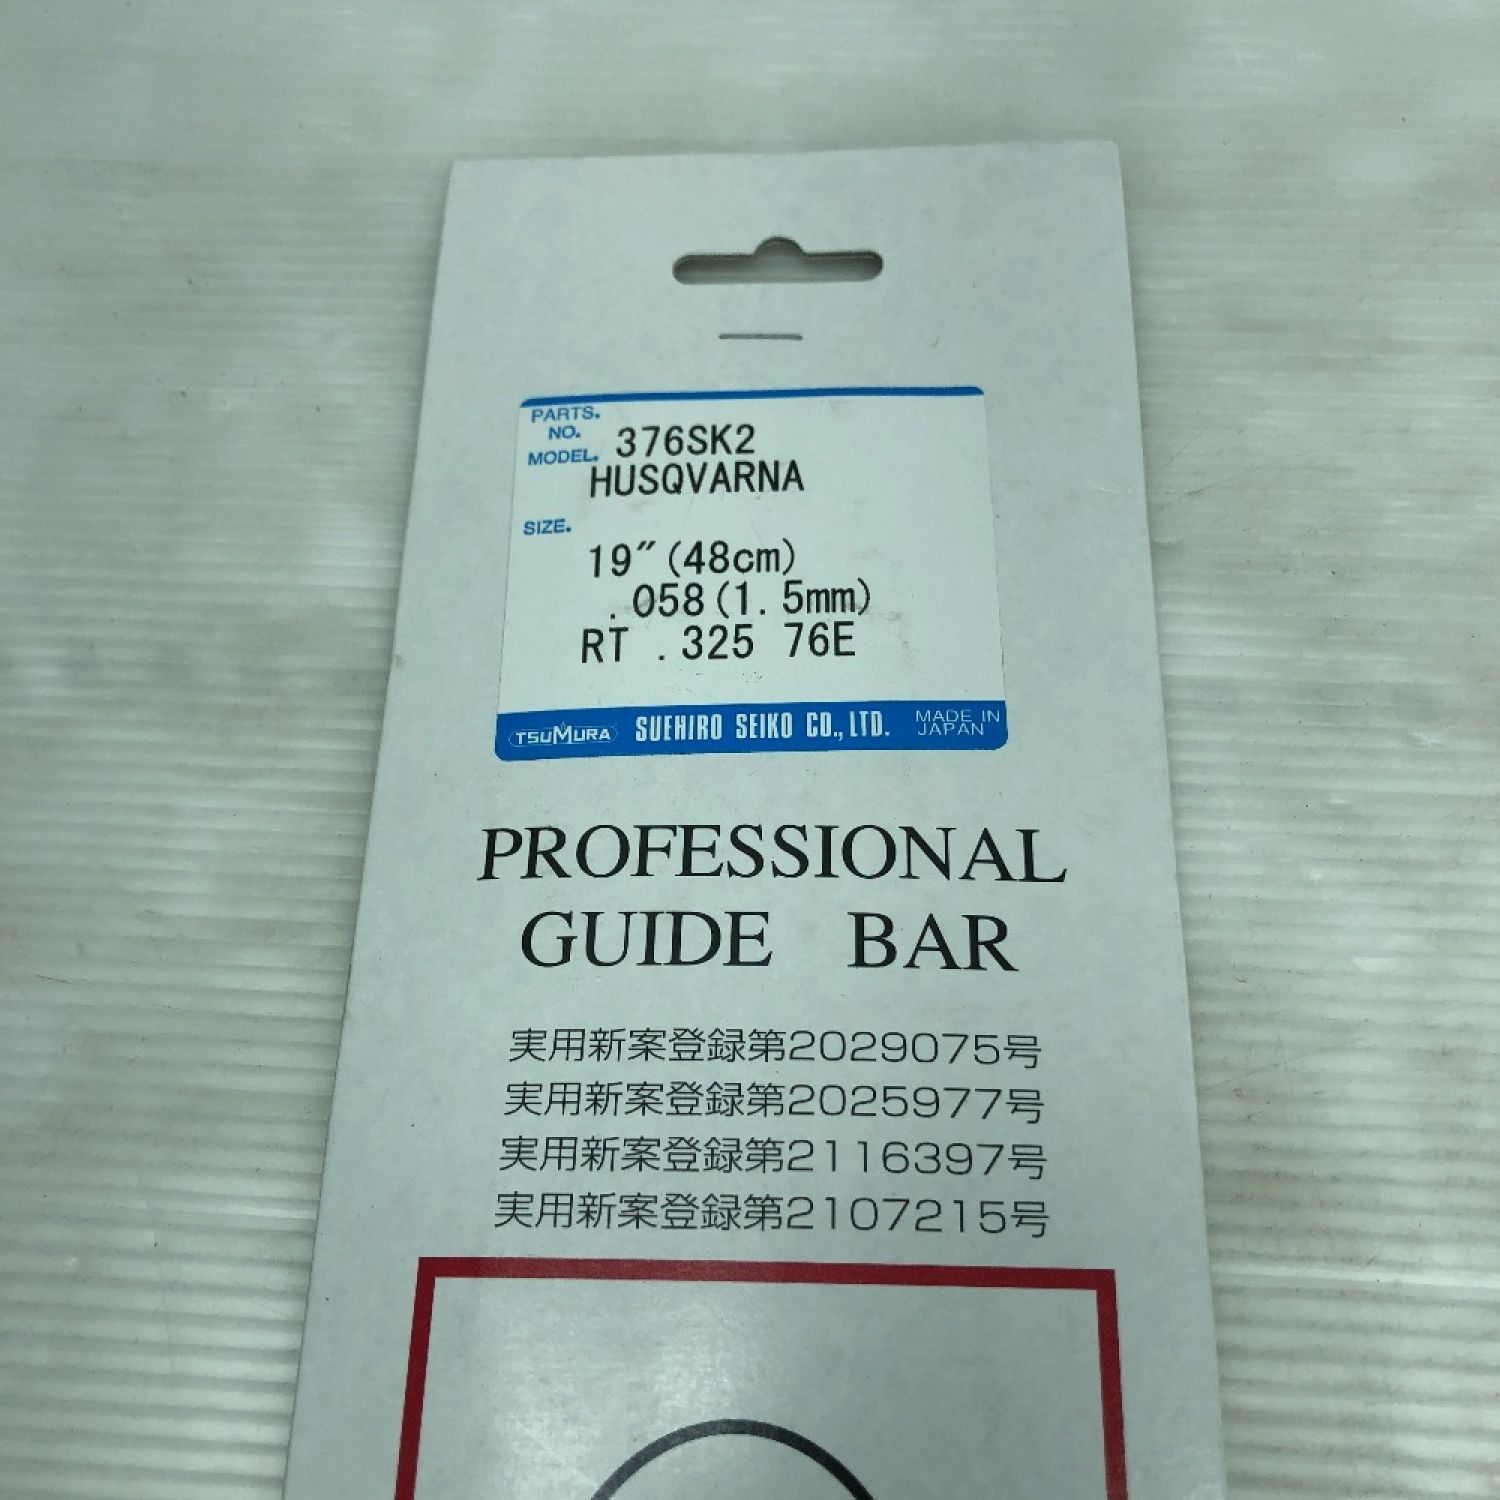 PARTS.
NO. 376SK2
MODEL. HUSQVARNA
SIZE.
19″(48cm)
.058(1.5mm)
RT .325 76E
TSUMURA SUEHIRO SEIKO CO., LTD. MADE IN JAPAN
PROFESSIONAL
GUIDE BAR
実用新案登録第2029075号
実用新案登録第2025977号
実用新案登録第2116397号
実用新案登録第2107215号